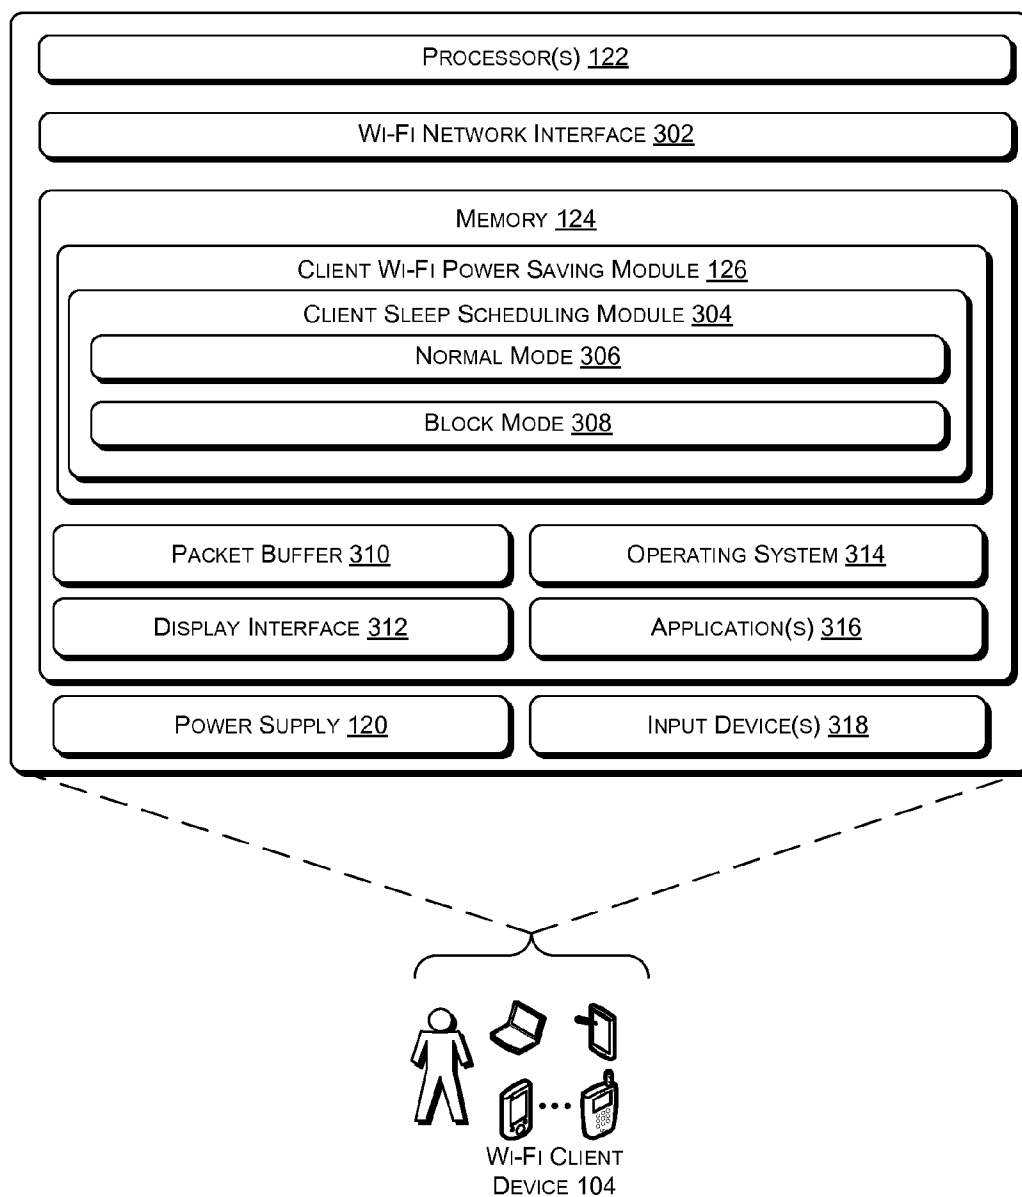 PROCESSOR(S) 122
WI-FI NETWORK INTERFACE 302
MEMORY 124
CLIENT WI-FI POWER SAVING MODULE 126
CLIENT SLEEP SCHEDULING MODULE 304
NORMAL MODE 306
BLOCK MODE 308
PACKET BUFFER 310
OPERATING SYSTEM 314
DISPLAY INTERFACE 312
APPLICATION(S) 316
POWER SUPPLY 120
INPUT DEVICE(S) 318
WI-FI CLIENT
DEVICE 104